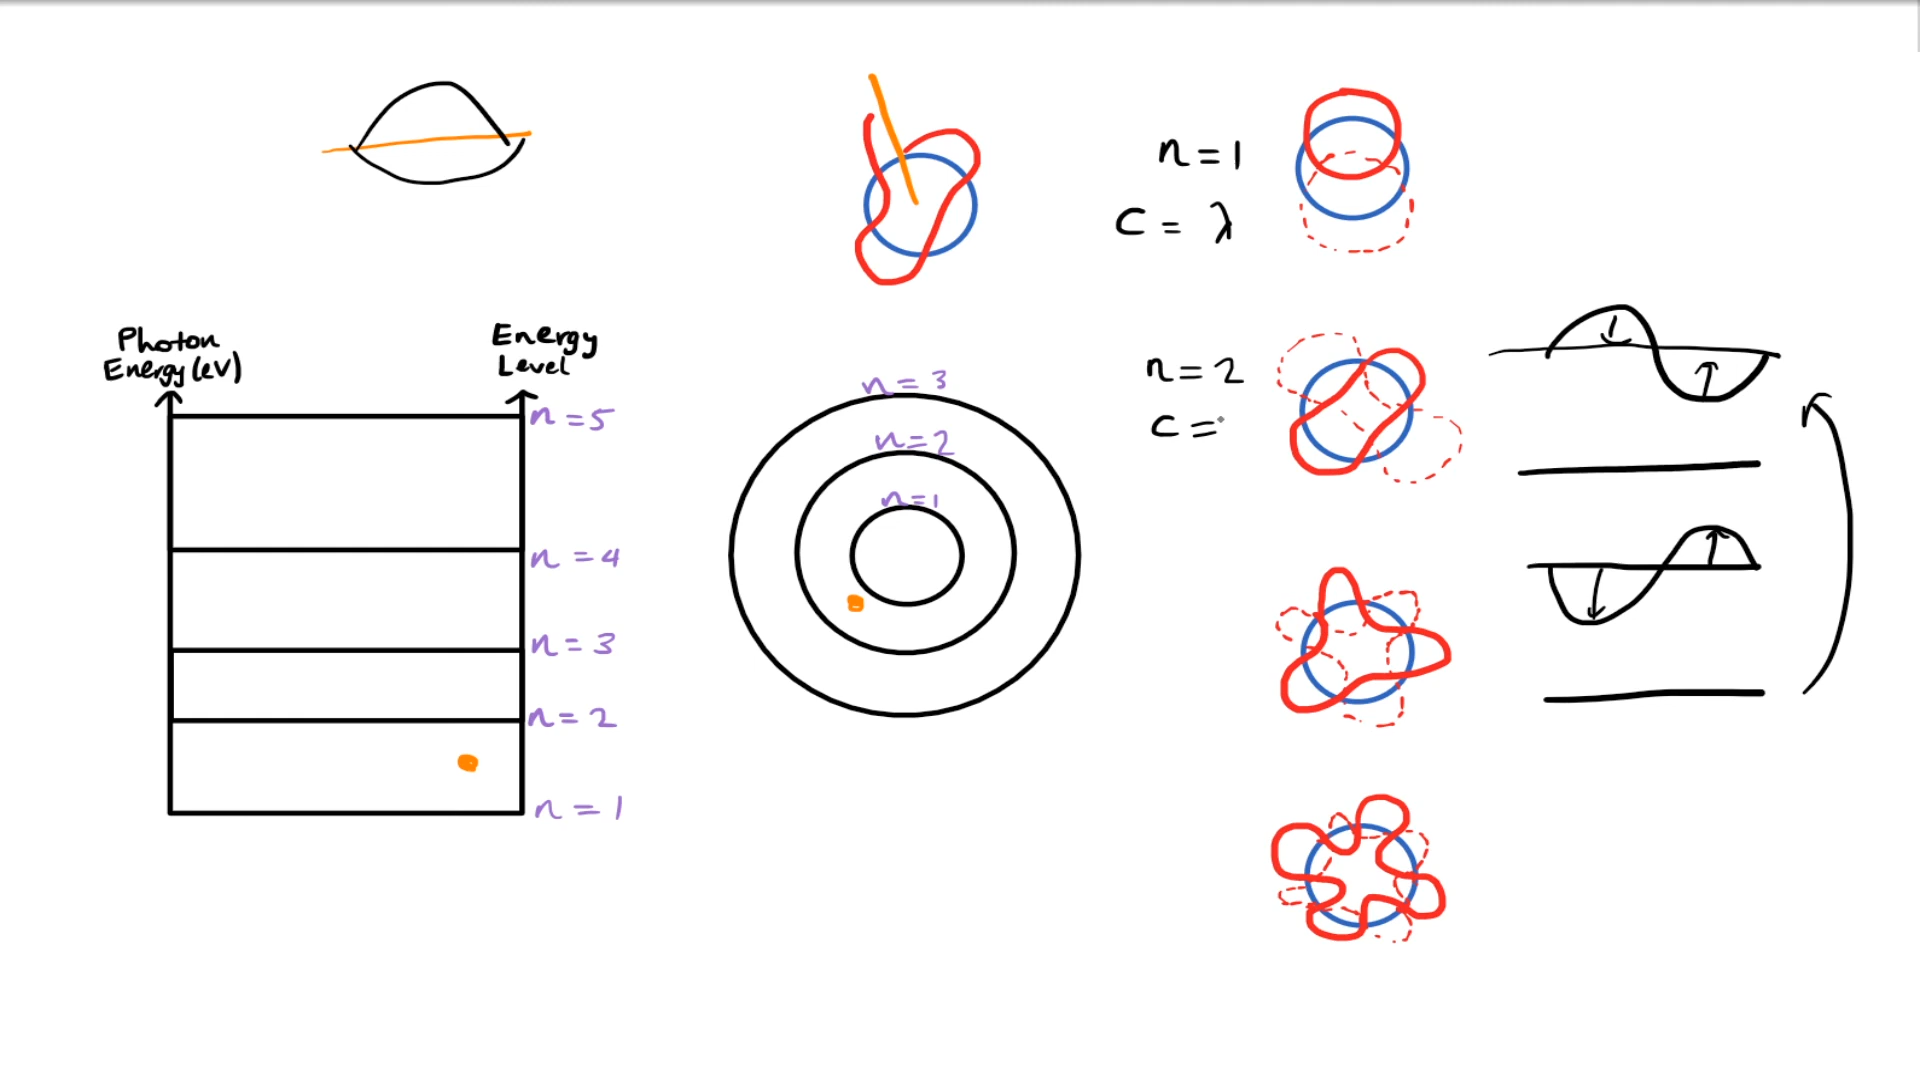 n = 1
c = λ
Photon
Energy (eV)
Energy
Level
n = 5
n = 4
n = 3
n = 2
n = 1
n = 3
n = 2
n = 1
n = 2
c =